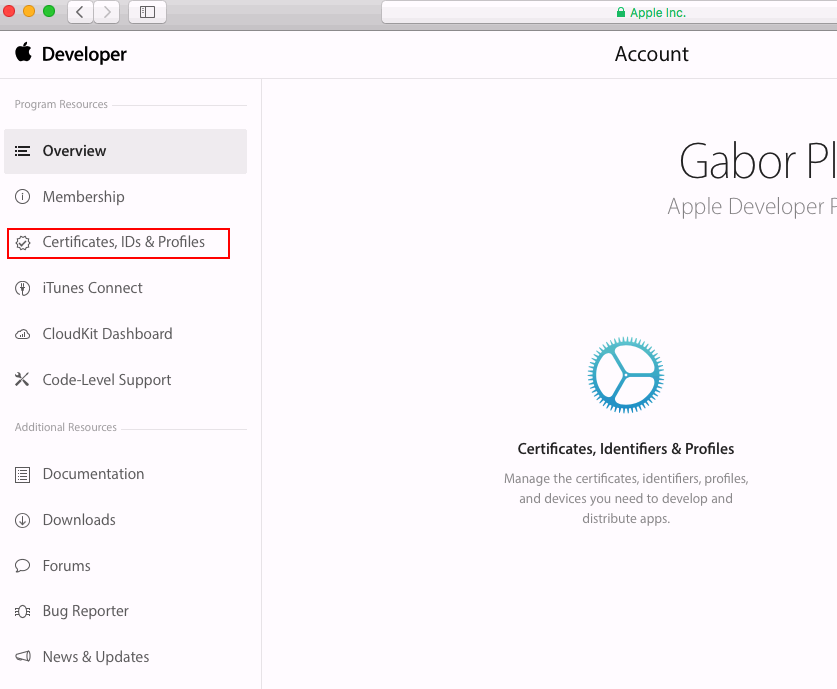 Apple Inc.
Developer
Account
Program Resources
Overview
Membership
Certificates, IDs & Profiles
iTunes Connect
CloudKit Dashboard
Code-Level Support
Additional Resources
Documentation
Downloads
Forums
Bug Reporter
News & Updates
Gabor Pl
Apple Developer P
Certificates, Identifiers & Profiles
Manage the certificates, identifiers, profiles,
and devices you need to develop and
distribute apps.